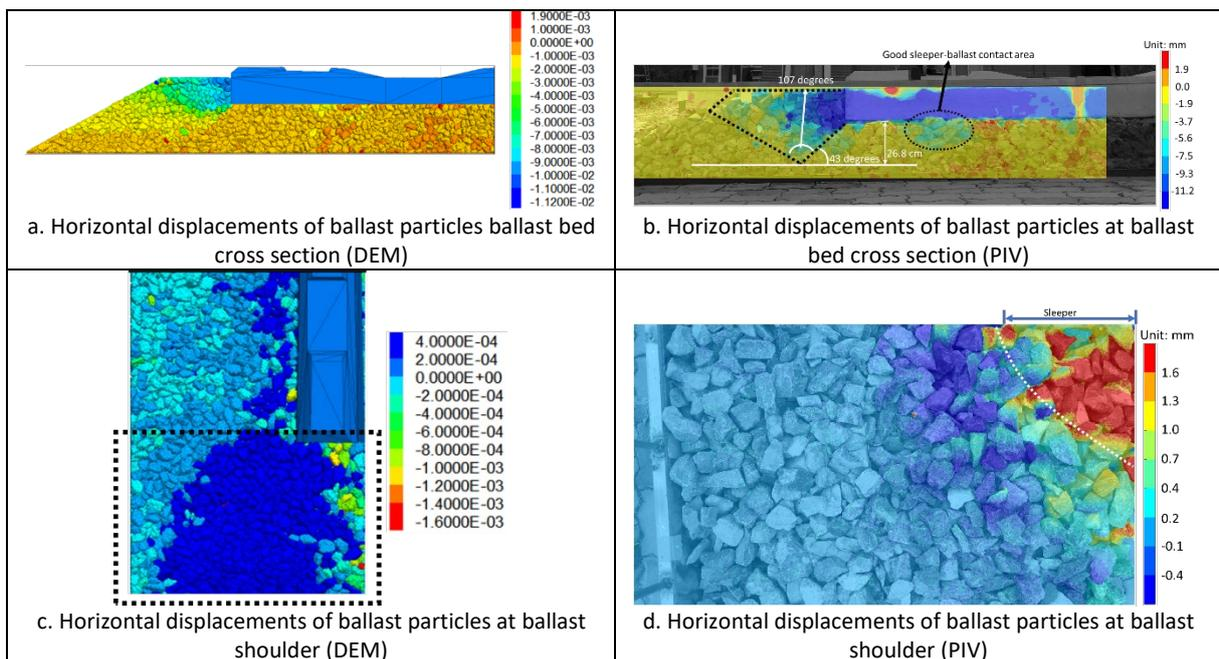 1.9000E-03
0.0000E+00
-1.0000E-03
-2.0000E-03
-3.0000E-03
-4.0000E-03
-5.0000E-03
-6.0000E-03
-7.0000E-03
-8.0000E-03
-9.0000E-03
-1.0000E-02
-1.1000E-02
-1.1200E-02
a. Horizontal displacements of ballast particles ballast bed
cross section (DEM)
Good sleeper-ballast contact area
Unit: mm
107 degrees
43 degrees
26.8 cm
1.9
0.0
-1.9
-3.7
-5.6
-7.5
-9.3
-11.2
b. Horizontal displacements of ballast particles at ballast
bed cross section (PIV)
4.0000E-04
2.0000E-04
0.0000E+00
-2.0000E-04
-4.0000E-04
-6.0000E-04
-8.0000E-04
-1.0000E-03
-1.2000E-03
-1.4000E-03
-1.6000E-03
c. Horizontal displacements of ballast particles at ballast
shoulder (DEM)
Sleeper
Unit: mm
1.6
1.3
1.0
0.7
0.4
0.2
-0.1
-0.4
d. Horizontal displacements of ballast particles at ballast
shoulder (PIV)